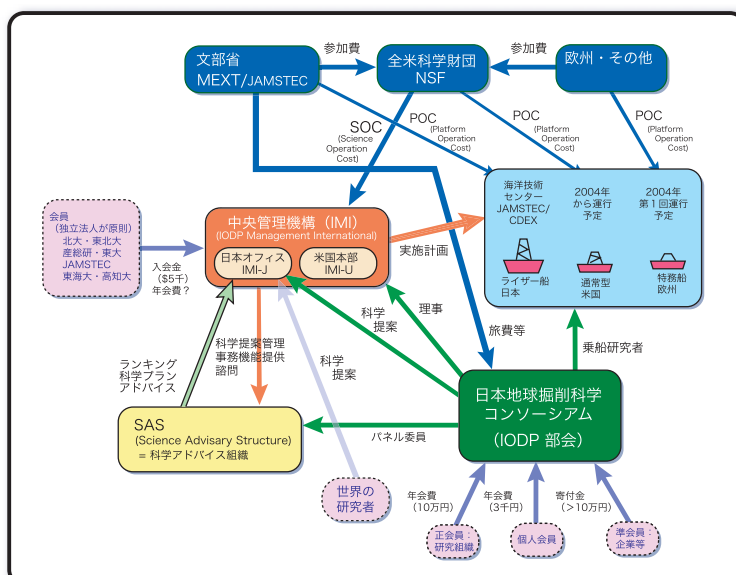 文部省
MEXT/JAMSTEC
参加費
全米科学財団
NSF
参加費
欧州・その他
SOC
(Science
Operation
Cost)
POC
(Platform
Operation
Cost)
POC
(Platform
Operation
Cost)
POC
(Platform
Operation
Cost)
海洋技術
センター
JAMSTEC/
CDEX
2004年
から運行
予定
2004年
第1回運行
予定
ライザー船
日本
通常型
米国
特務船
欧州
会員
(独立法人が原則)
北大・東北大
産総研・東大
JAMSTEC
東海大・高知大
入会金
($5千)
年会費?
中央管理機構(IMI)
(IODP Management International)
日本オフィス
IMI-J
米国本部
IMI-U
実施計画
ランキング
科学プラン
アドバイス
科学提案管理
事務機能提供
諮問
科学
提案
科学
提案
理事
旅費等
乗船研究者
SAS
(Science Advisory Structure)
= 科学アドバイス組織
パネル委員
日本地球掘削科学
コンソーシアム
(IODP 部会)
世界の
研究者
年会費
(10万円)
年会費
(3千円)
寄付金
(>10万円)
正会員:
研究組織
個人会員
準会員:
企業等